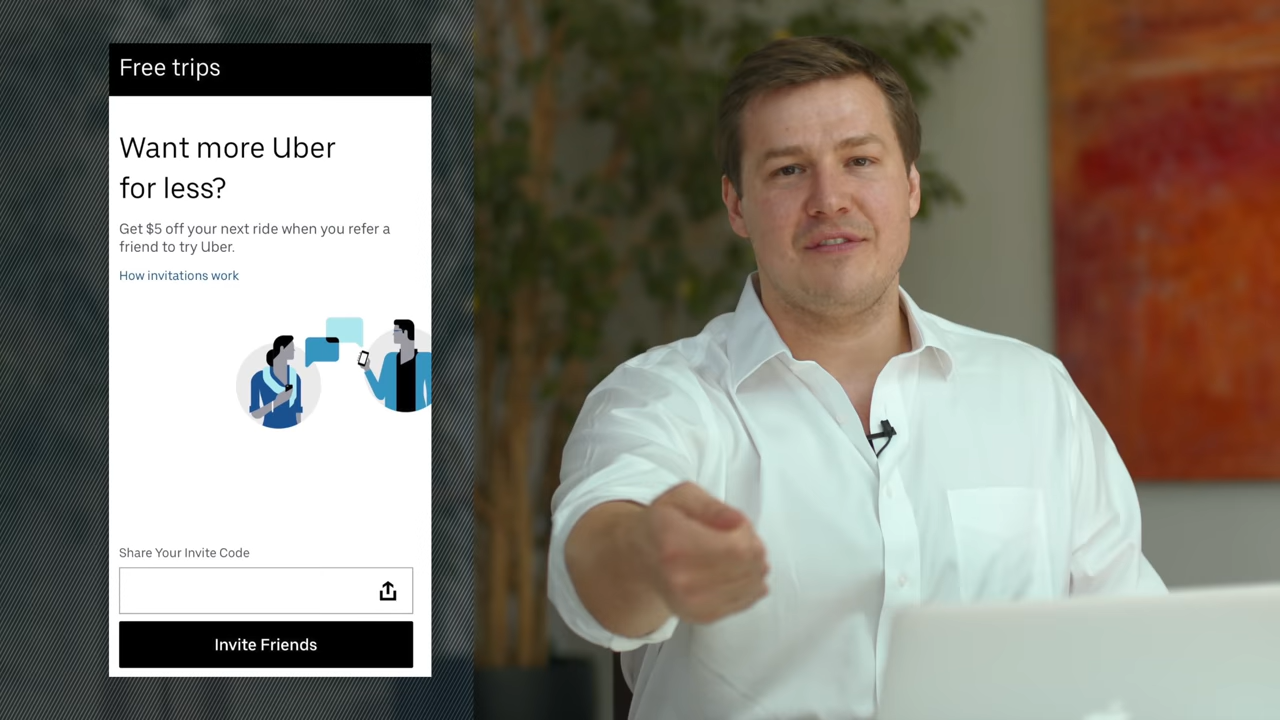 Free trips
Want more Uber
for less?
Get $5 off your next ride when you refer a
friend to try Uber.
How invitations work
Share Your Invite Code
Invite Friends